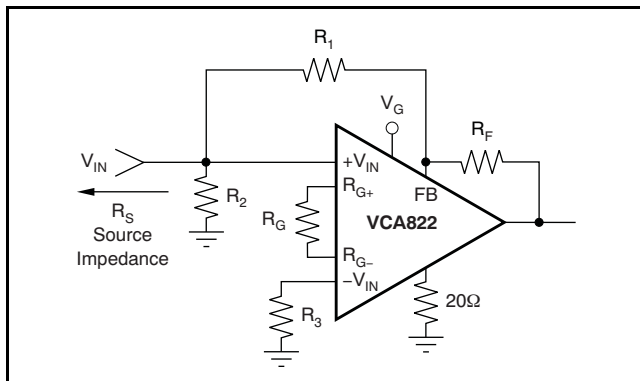 R1
VG
RF
VIN
+VIN
FB
RG+
R2
RS
Source
Impedance
RG
VCA822
RG−
−VIN
R3
20Ω